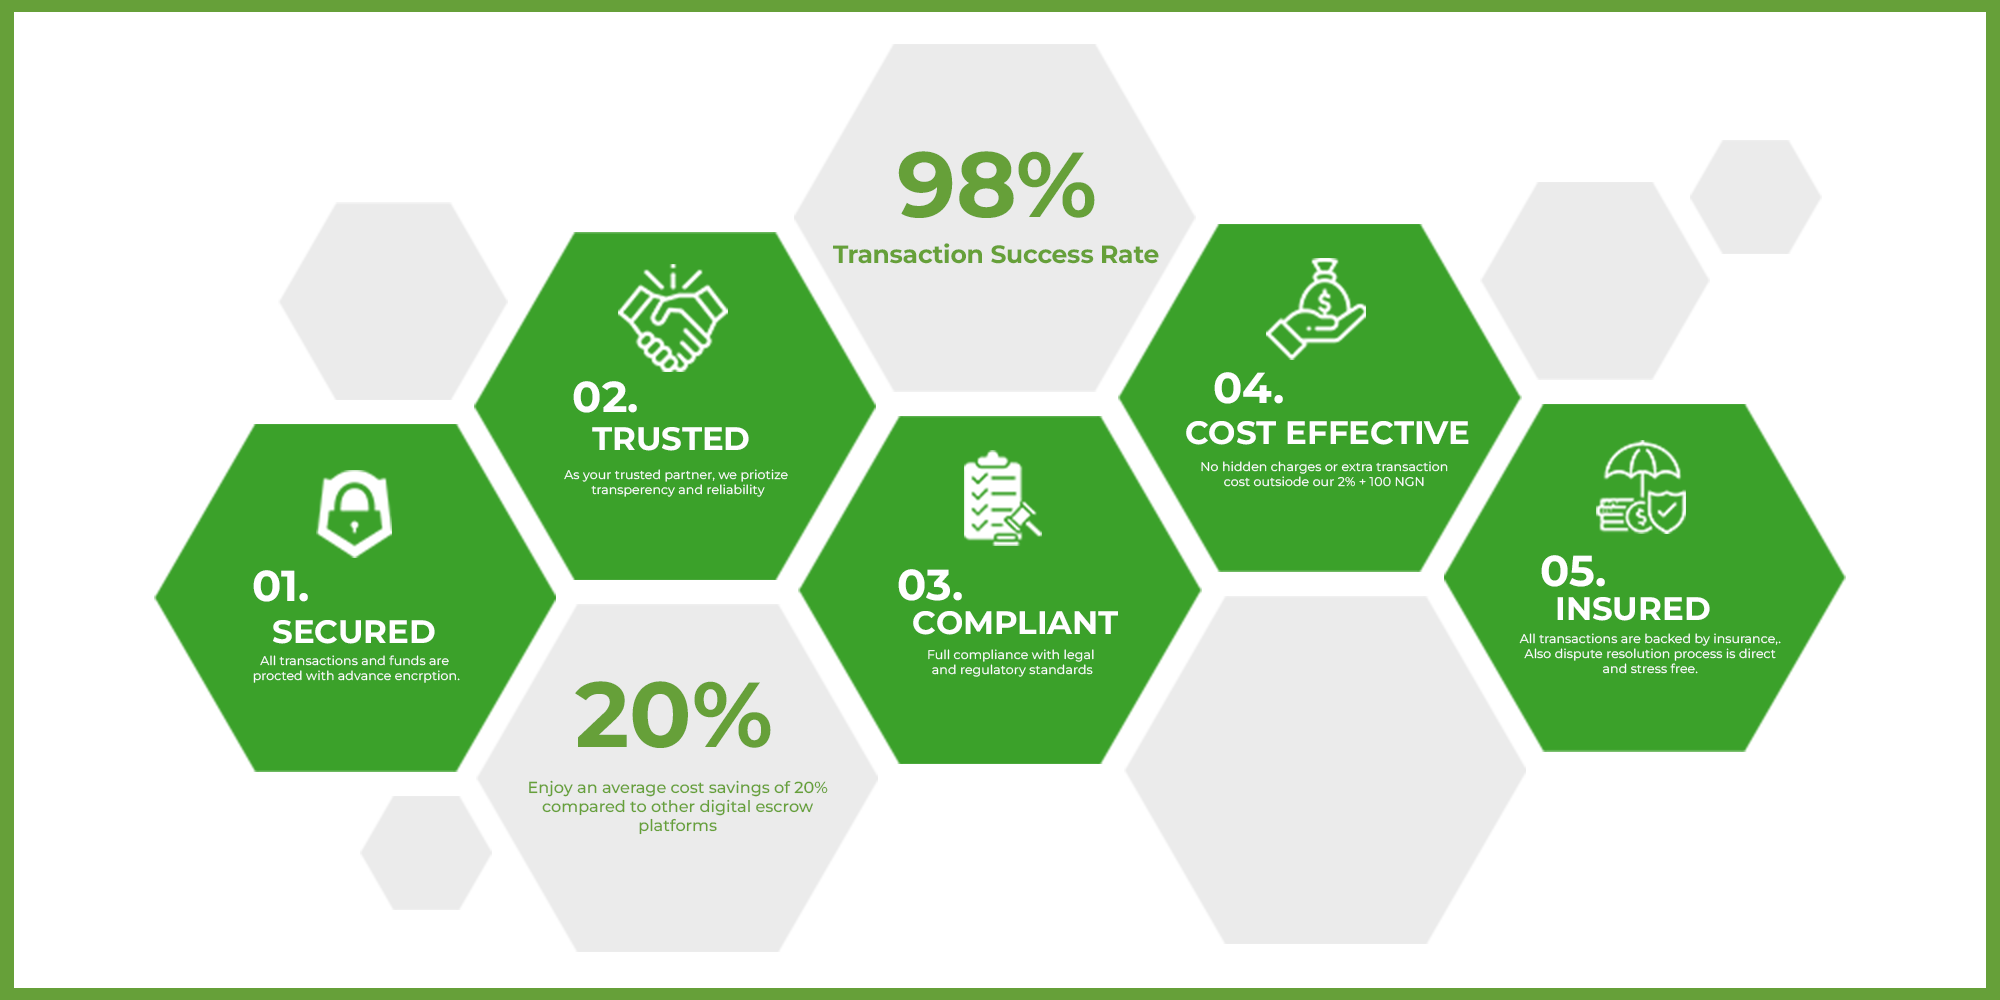 98%
Transaction Success Rate
01.
SECURED
All transactions and funds are
procted with advance encrption.
02.
TRUSTED
As your trusted partner, we priotize
transperency and reliability
03.
COMPLIANT
Full compliance with legal
and regulatory standards
04.
COST EFFECTIVE
No hidden charges or extra transaction
cost outsiode our 2% + 100 NGN
05.
INSURED
All transactions are backed by insurance,.
Also dispute resolution process is direct
and stress free.
20%
Enjoy an average cost savings of 20%
compared to other digital escrow
platforms